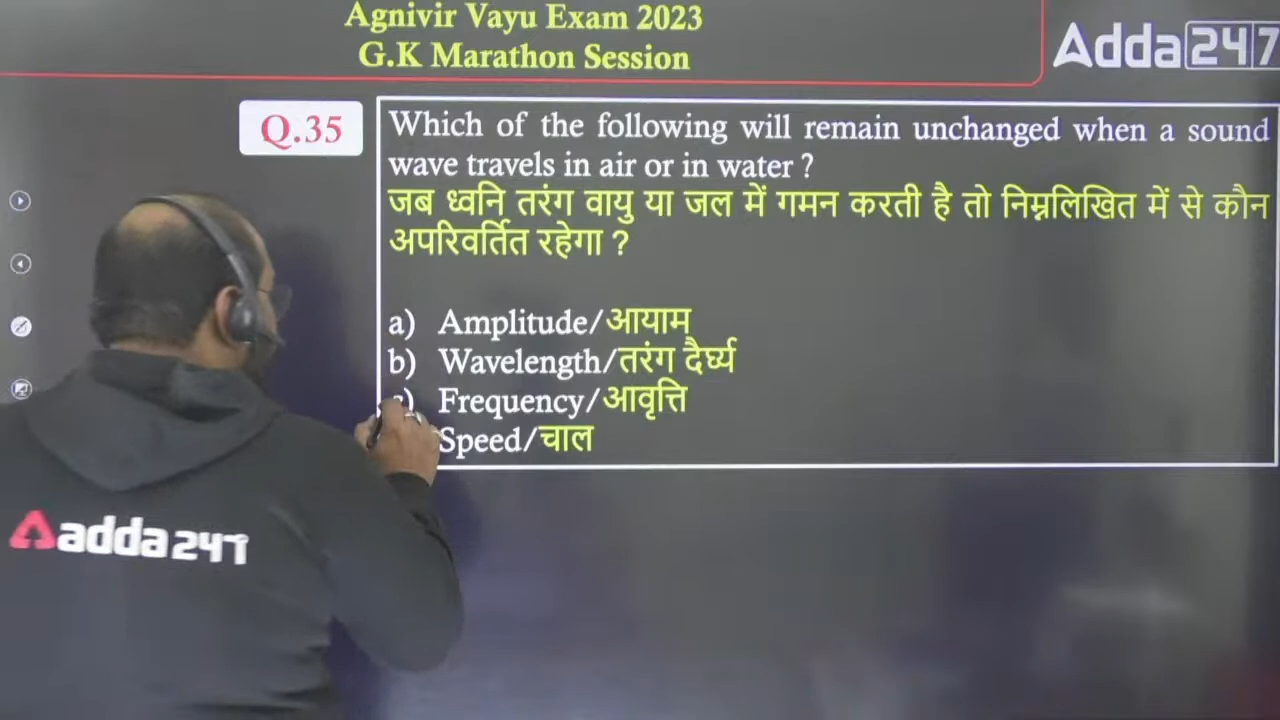 Agnivir Vayu Exam 2023
G.K Marathon Session
Adda247
Q.35
Which of the following will remain unchanged when a sound
wave travels in air or in water ?
जब ध्वनि तरंग वायु या जल में गमन करती है तो निम्नलिखित में से कौन
अपरिवर्तित रहेगा ?
a) Amplitude/आयाम
b) Wavelength/तरंग दैर्घ्य
c) Frequency/आवृत्ति
Speed/चाल
adda247